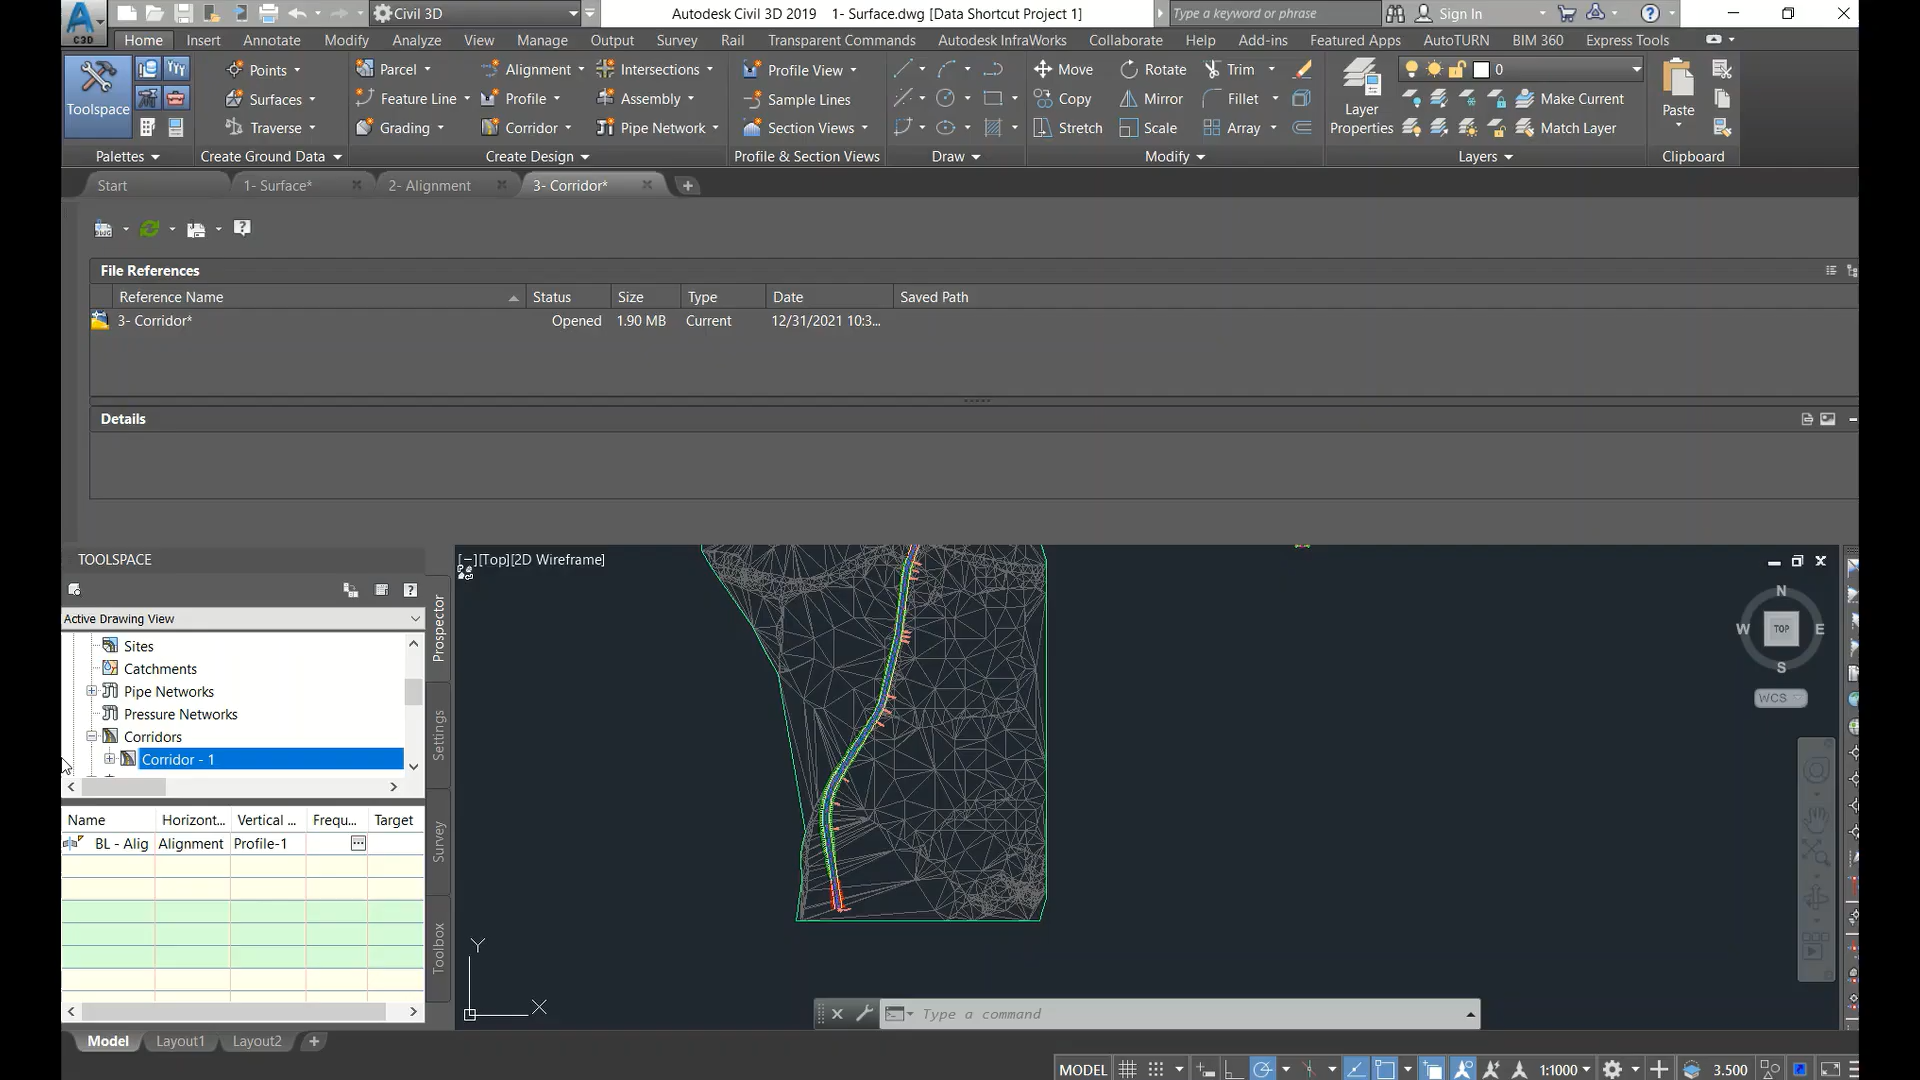 Civil 3D
Autodesk Civil 3D 2019 1- Surface.dwg [Data Shortcut Project 1]
Type a keyword or phrase
Sign In
C3D
Home Insert Annotate Modify Analyze View Manage Output Survey Rail Transparent Commands Autodesk InfraWorks Collaborate Help Add-ins Featured Apps AutoTURN BIM 360 Express Tools
Toolspace
Points
Surfaces
Traverse
Parcel
Feature Line
Grading
Alignment
Profile
Corridor
Intersections
Assembly
Pipe Network
Profile View
Sample Lines
Section Views
Move
Copy
Stretch
Rotate
Mirror
Scale
Trim
Fillet
Array
Layer
Properties
0
Make Current
Match Layer
Paste
Palettes Create Ground Data Create Design Profile & Section Views Draw Modify Layers Clipboard
Start 1- Surface* 2- Alignment 3- Corridor*
DWG
File References
Reference Name Status Size Type Date Saved Path
3- Corridor* Opened 1.90 MB Current 12/31/2021 10:3...
Details
TOOLSPACE
Active Drawing View
Sites
Catchments
Pipe Networks
Pressure Networks
Corridors
Corridor - 1
Name Horizont... Vertical ... Frequ... Target
BL - Alig Alignment Profile-1
Prospector
Settings
Survey
Toolbox
[−][Top][2D Wireframe]
N
W TOP E
S
WCS
Y
X
Type a command
Model Layout1 Layout2
MODEL 1:1000 3.500